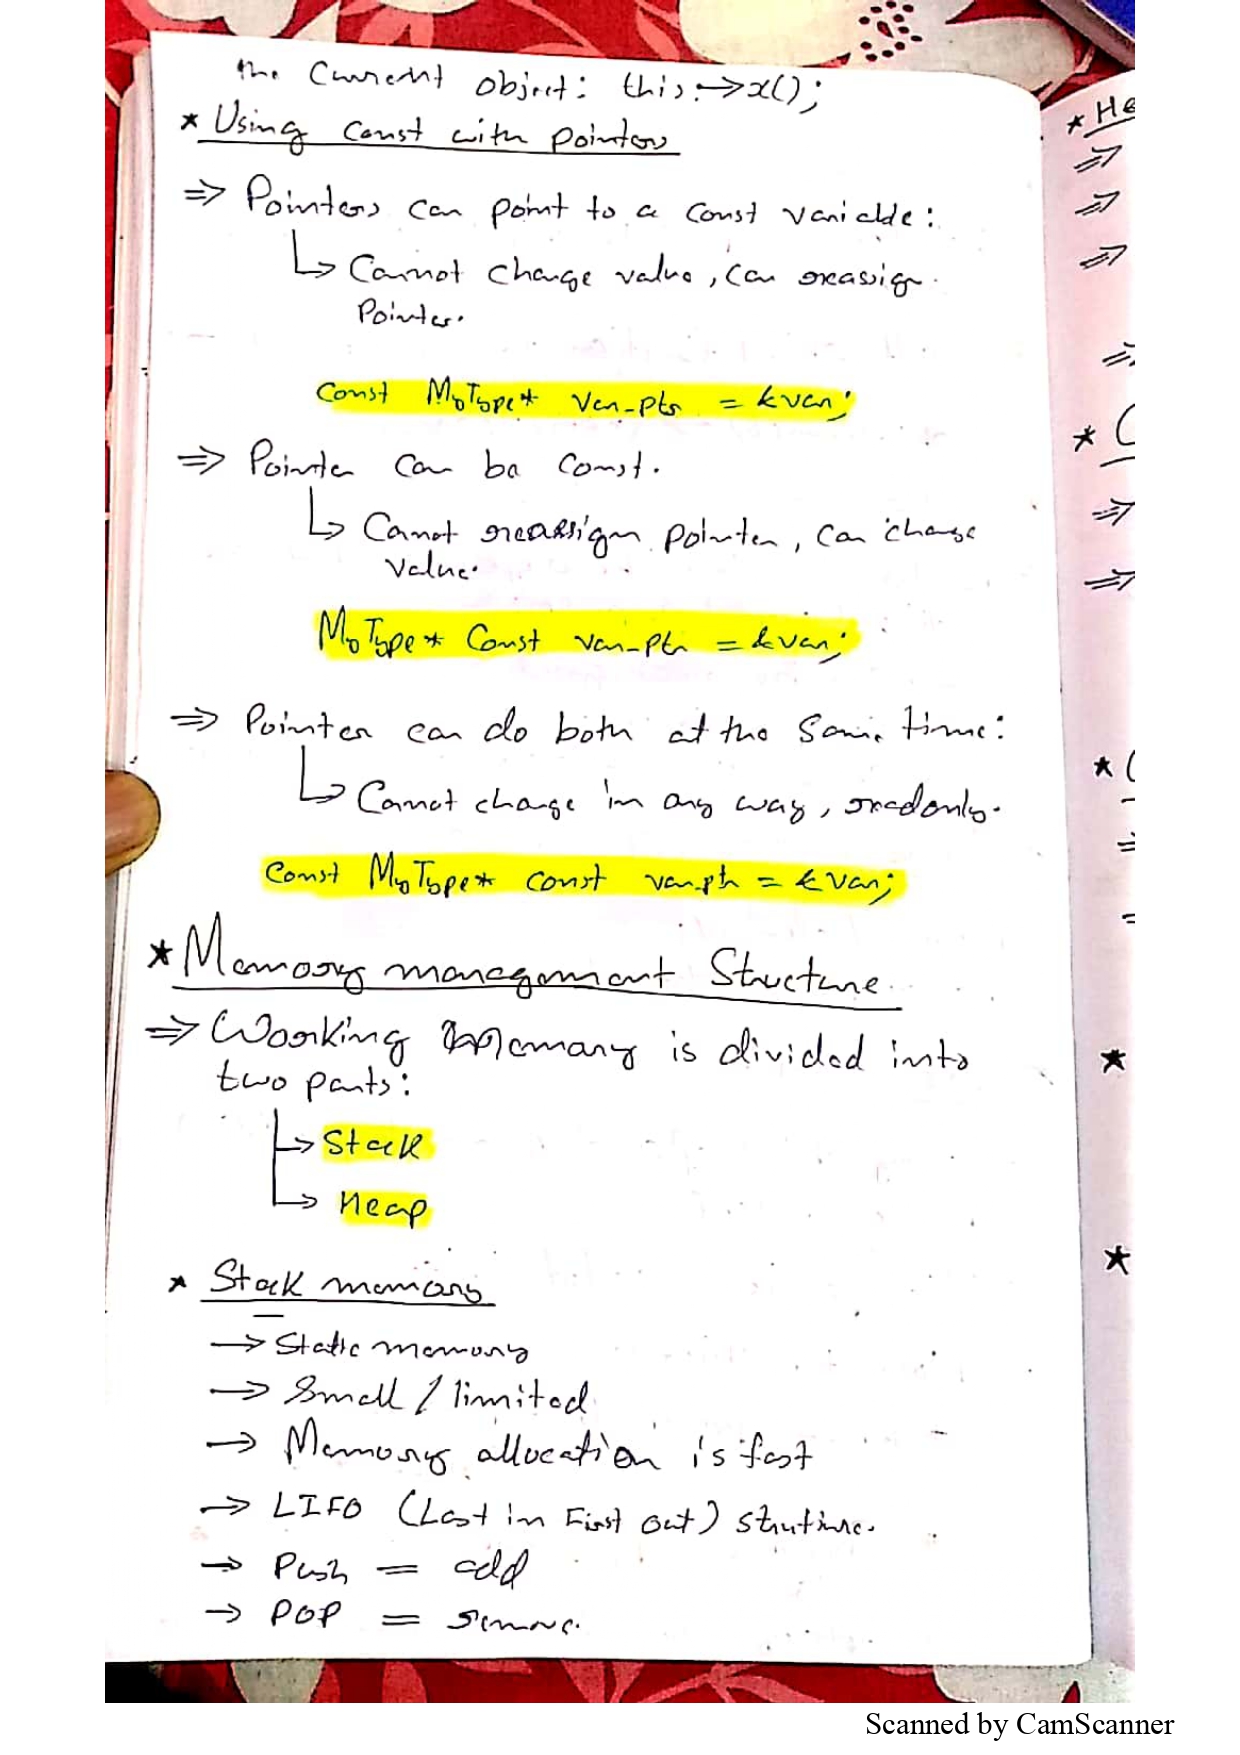 the current object: this→x();
* Using const with pointers
⇒ Pointers can point to a const variable:
↳ Cannot change value, can reassign
Pointer.
const MyType* var_ptr = &var;
⇒ Pointer can be const.
↳ Cannot reassign pointer, can change
value.
MyType* const var_ptr = &var;
⇒ Pointer can do both at the same time:
↳ Cannot change in any way, readonly.
const MyType* const var_ptr = &var;
* Memory management Structure
⇒ Working memory is divided into
two parts:
↳ Stack
↳ Heap
* Stack memory
→ Static memory
→ Small / limited
→ Memory allocation is fast
→ LIFO (Last in First out) struture.
→ Push = add
→ POP = remove.
* He